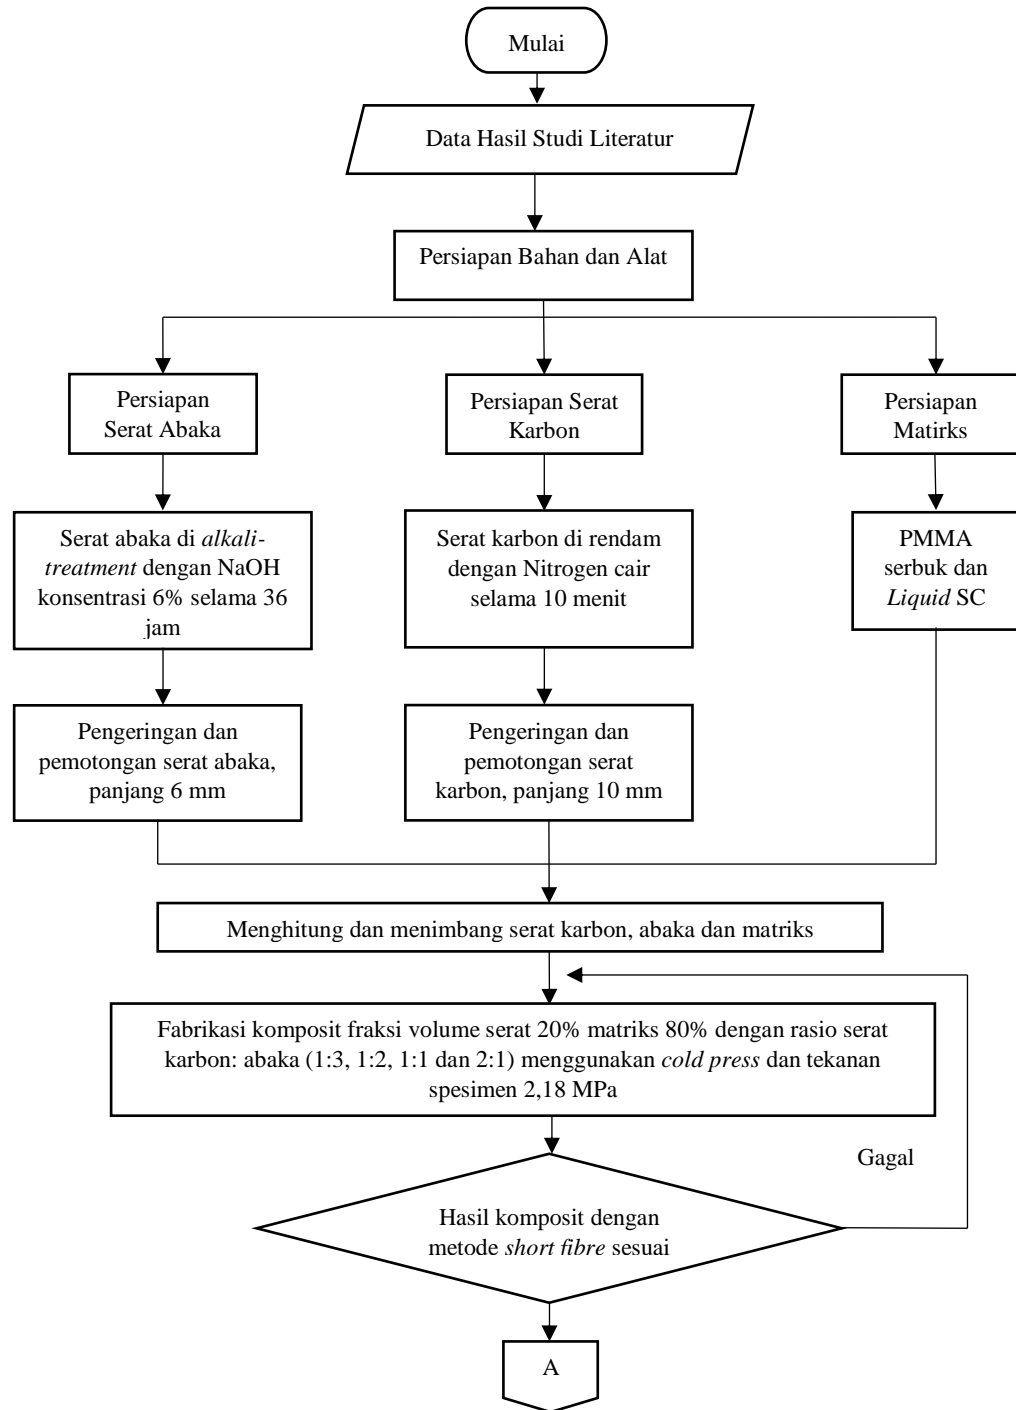 Mulai
Data Hasil Studi Literatur
Persiapan Bahan dan Alat
Persiapan
Serat Abaka
Persiapan Serat
Karbon
Persiapan
Matirks
Serat abaka di alkali-
treatment dengan NaOH
konsentrasi 6% selama 36
jam
Serat karbon di rendam
dengan Nitrogen cair
selama 10 menit
PMMA
serbuk dan
Liquid SC
Pengeringan dan
pemotongan serat abaka,
panjang 6 mm
Pengeringan dan
pemotongan serat
karbon, panjang 10 mm
Menghitung dan menimbang serat karbon, abaka dan matriks
Fabrikasi komposit fraksi volume serat 20% matriks 80% dengan rasio serat
karbon: abaka (1:3, 1:2, 1:1 dan 2:1) menggunakan cold press dan tekanan
spesimen 2,18 MPa
Gagal
Hasil komposit dengan
metode short fibre sesuai
A